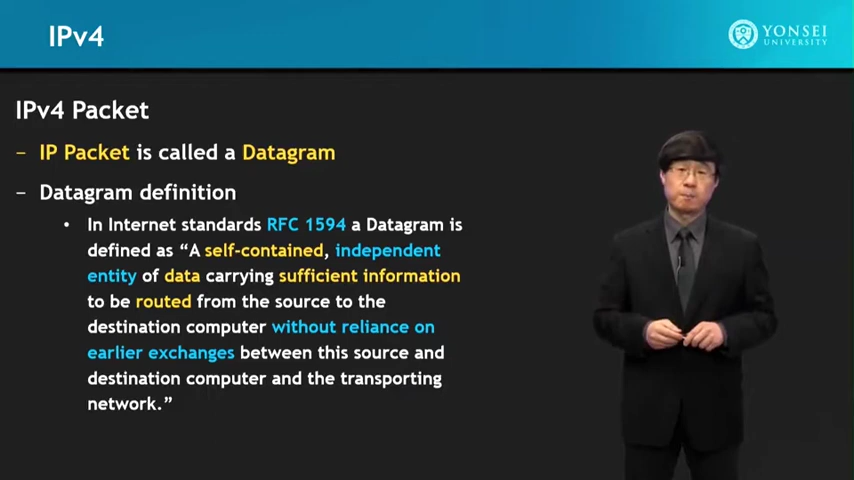 IPv4
YONSEI
UNIVERSITY
IPv4 Packet
– IP Packet is called a Datagram
– Datagram definition
• In Internet standards RFC 1594 a Datagram is
defined as “A self-contained, independent
entity of data carrying sufficient information
to be routed from the source to the
destination computer without reliance on
earlier exchanges between this source and
destination computer and the transporting
network.”